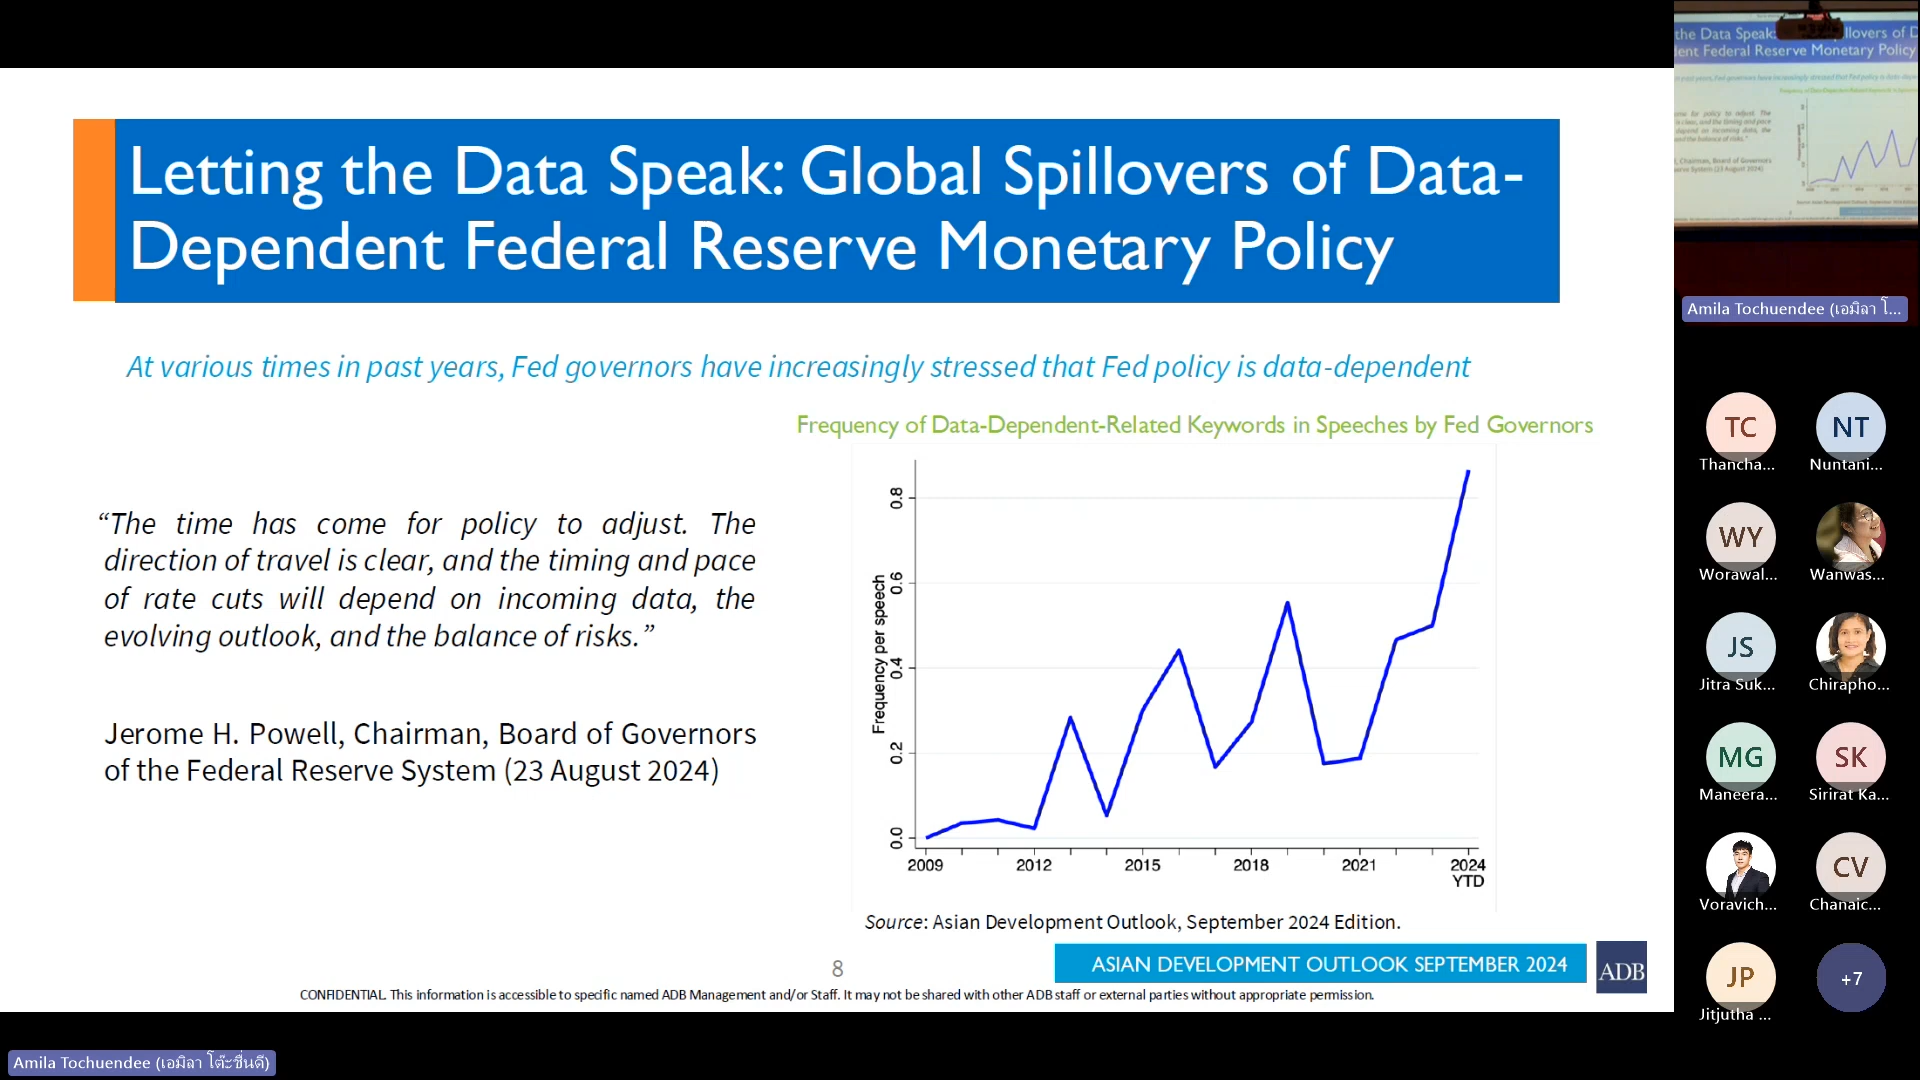 Letting the Data Speak: Global Spillovers of Data-
Dependent Federal Reserve Monetary Policy
At various times in past years, Fed governors have increasingly stressed that Fed policy is data-dependent
“The time has come for policy to adjust. The
direction of travel is clear, and the timing and pace
of rate cuts will depend on incoming data, the
evolving outlook, and the balance of risks.”
Jerome H. Powell, Chairman, Board of Governors
of the Federal Reserve System (23 August 2024)
Frequency of Data-Dependent-Related Keywords in Speeches by Fed Governors
Frequency per speech
0.8
0.6
0.4
0.2
0.0
2009 2012 2015 2018 2021 2024
YTD
Source: Asian Development Outlook, September 2024 Edition.
8
ASIAN DEVELOPMENT OUTLOOK SEPTEMBER 2024
ADB
CONFIDENTIAL. This information is accessible to specific named ADB Management and/or Staff. It may not be shared with other ADB staff or external parties without appropriate permission.
Amila Tochuendee (เอมิลา โต๊ะชื่นดี)
the Data Speak: llovers of D
ent Federal Reserve Monetary Policy
Amila Tochuendee (เอมิลา โ...
TC NT
Thancha... Nuntani...
WY
Worawal... Wanwas...
JS
Jitra Suk... Chirapho...
MG SK
Maneera... Sirirat Ka...
CV
Voravich... Chanaic...
JP +7
Jitjutha ...